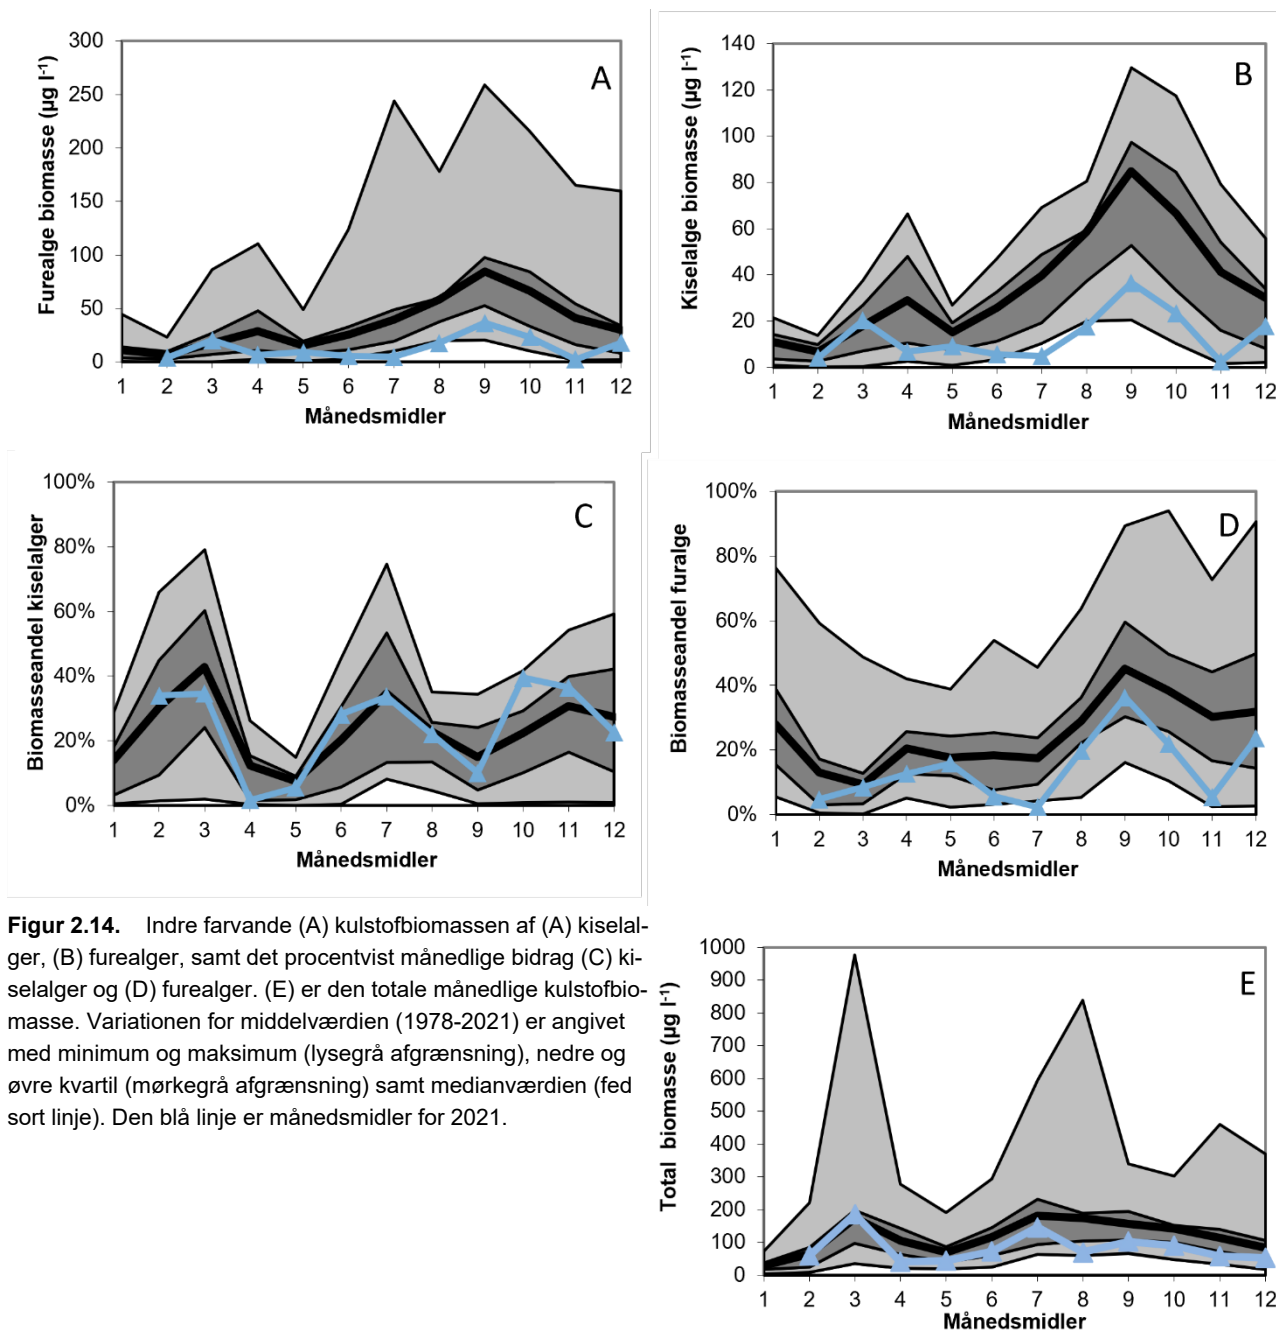 A
Furealge biomasse (µg l-1)
300
250
200
150
100
50
0
1 2 3 4 5 6 7 8 9 10 11 12
Månedsmidler
B
Kiselalge biomasse (µg l-1)
140
120
100
80
60
40
20
0
1 2 3 4 5 6 7 8 9 10 11 12
Månedsmidler
C
Biomasseandel kiselalger
100%
80%
60%
40%
20%
0%
1 2 3 4 5 6 7 8 9 10 11 12
Månedsmidler
D
Biomasseandel furalge
100%
80%
60%
40%
20%
0%
1 2 3 4 5 6 7 8 9 10 11 12
Månedsmidler
Figur 2.14. Indre farvande (A) kulstofbiomassen af (A) kiselal-
ger, (B) furealger, samt det procentvist månedlige bidrag (C) ki-
selalger og (D) furealger. (E) er den totale månedlige kulstofbio-
masse. Variationen for middelværdien (1978-2021) er angivet
med minimum og maksimum (lysegrå afgrænsning), nedre og
øvre kvartil (mørkegrå afgrænsning) samt medianværdien (fed
sort linje). Den blå linje er månedsmidler for 2021.
E
Total biomasse (µg l-1)
1000
900
800
700
600
500
400
300
200
100
0
1 2 3 4 5 6 7 8 9 10 11 12
Månedsmidler